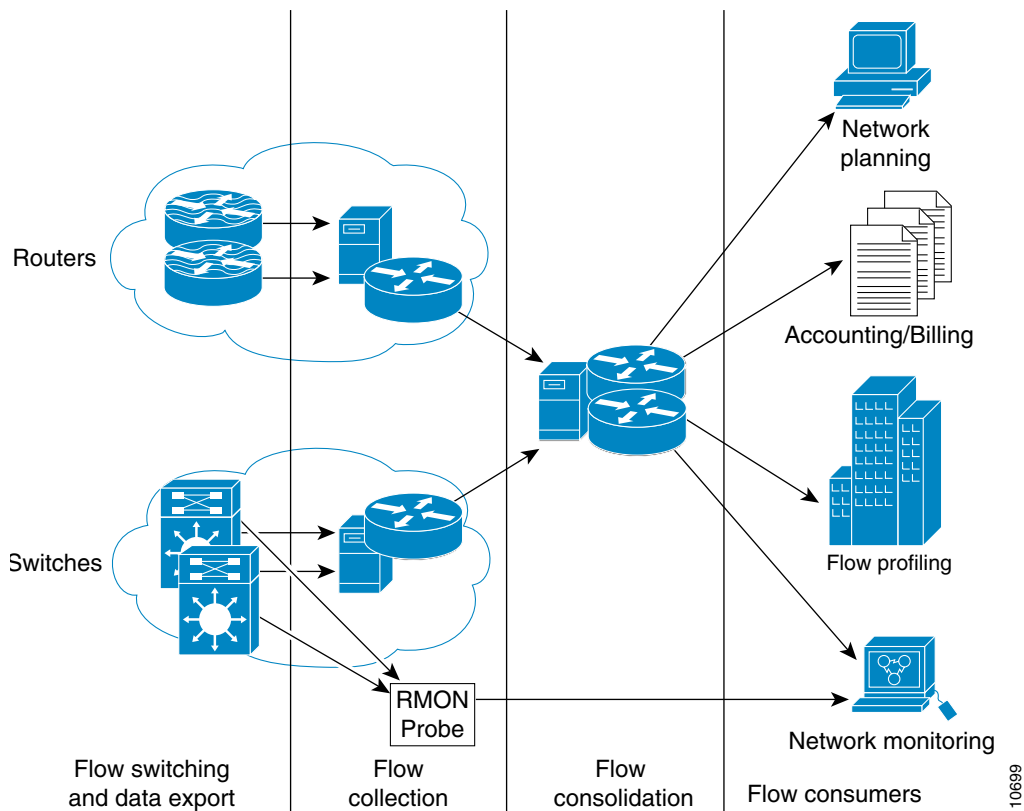 Network
planning
Routers
Accounting/Billing
Switches
Flow profiling
RMON
Probe
Network monitoring
Flow switching
and data export
Flow
collection
Flow
consolidation
Flow consumers
10699